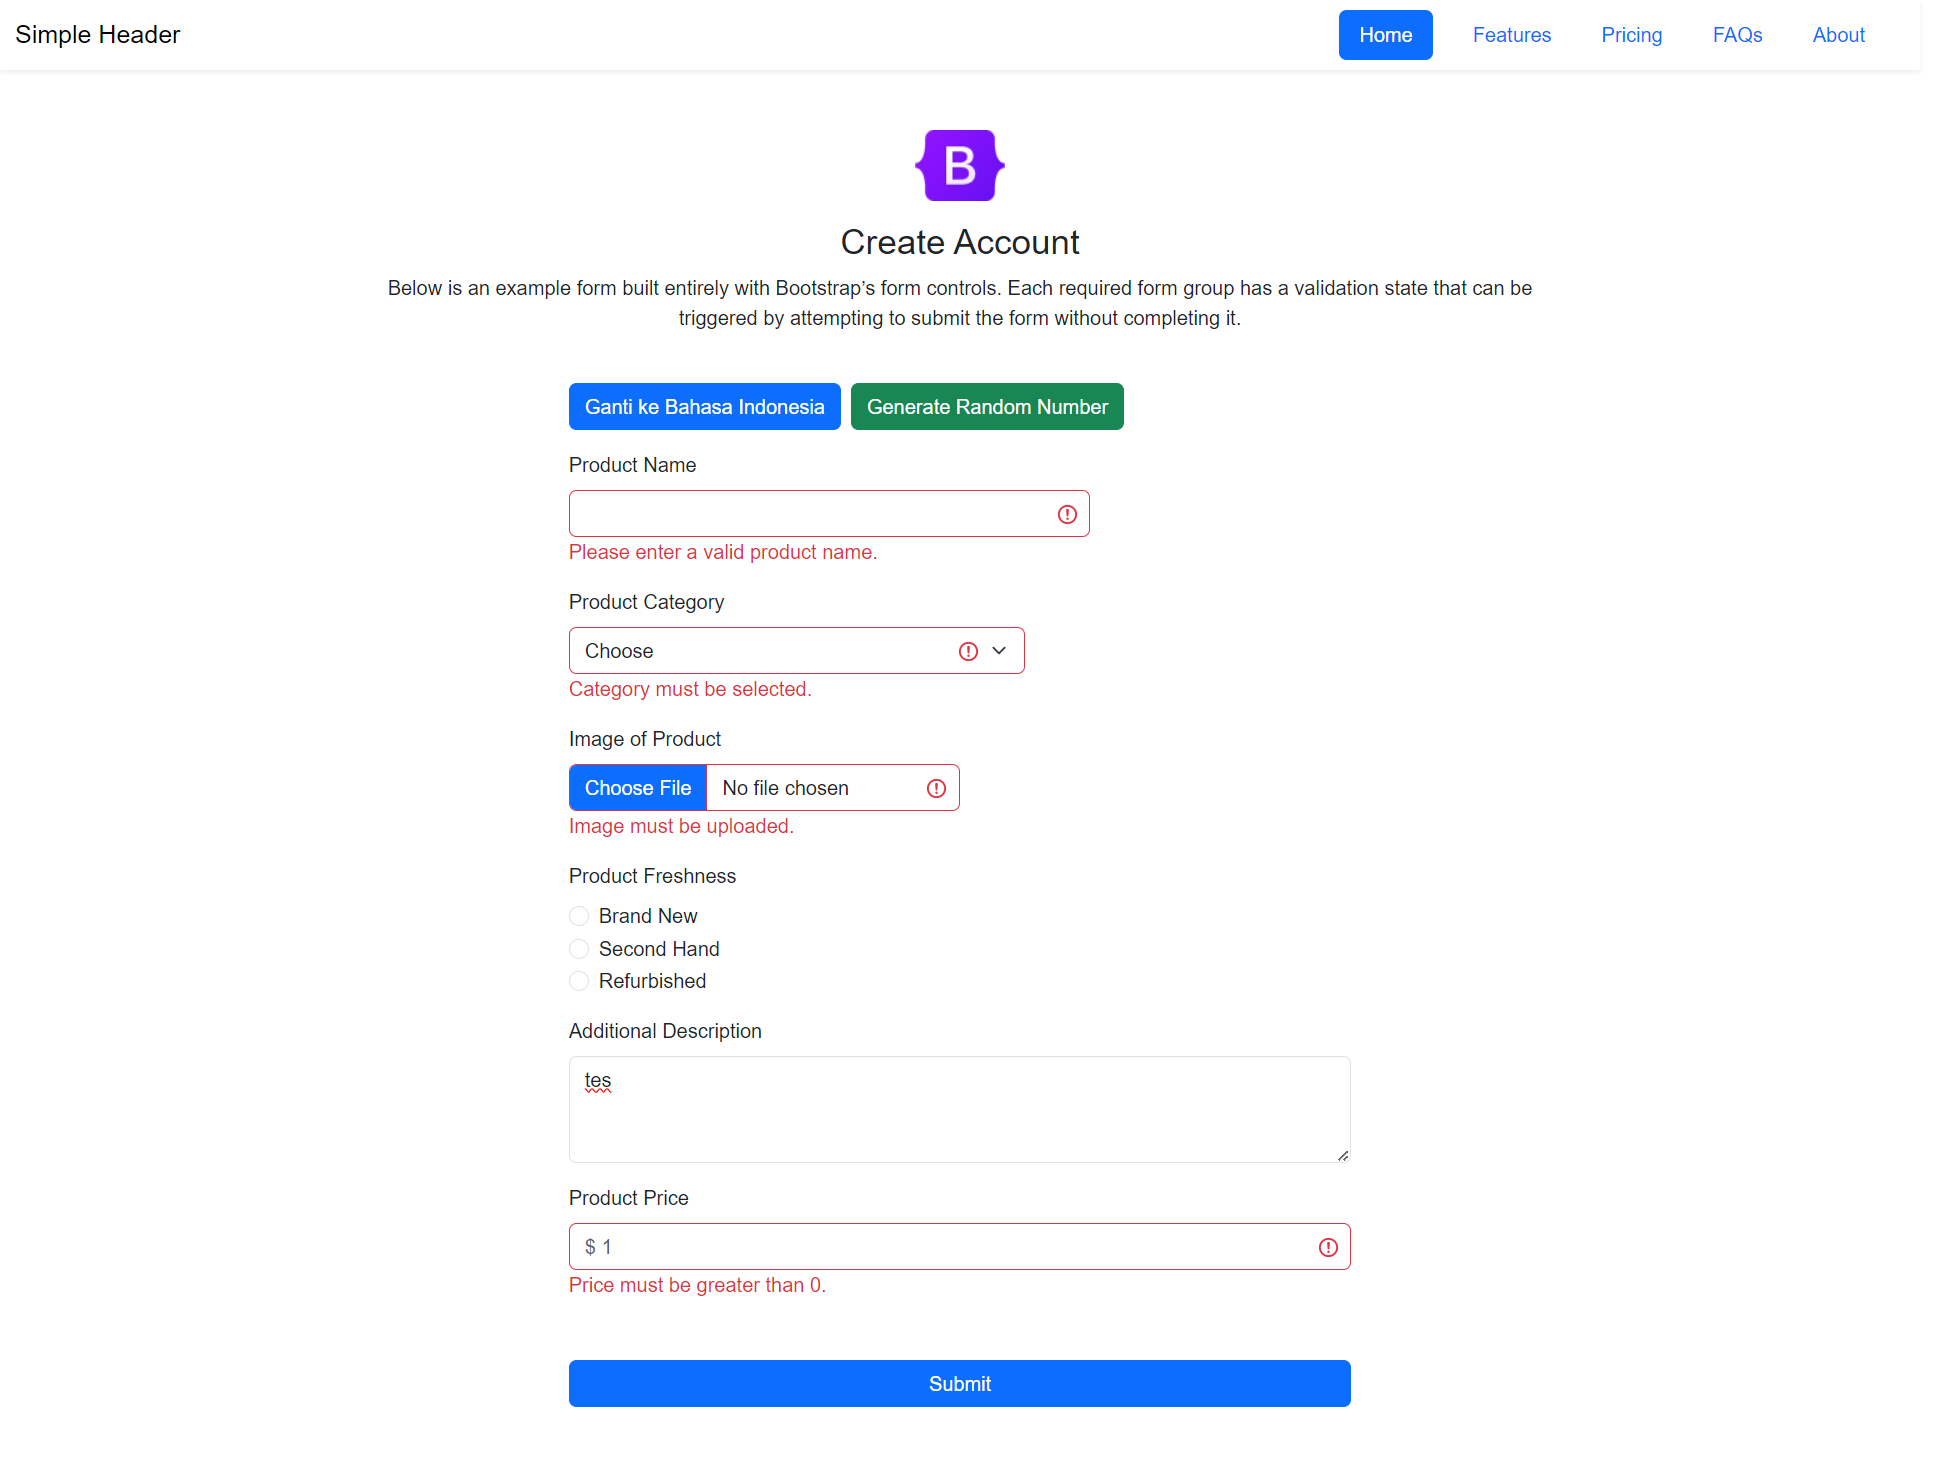 Simple Header
Home
Features
Pricing
FAQs
About
B
Create Account
Below is an example form built entirely with Bootstrap’s form controls. Each required form group has a validation state that can be
triggered by attempting to submit the form without completing it.
Ganti ke Bahasa Indonesia
Generate Random Number
Product Name
Please enter a valid product name.
Product Category
Choose
Category must be selected.
Image of Product
Choose File
No file chosen
Image must be uploaded.
Product Freshness
Brand New
Second Hand
Refurbished
Additional Description
tes
Product Price
$ 1
Price must be greater than 0.
Submit